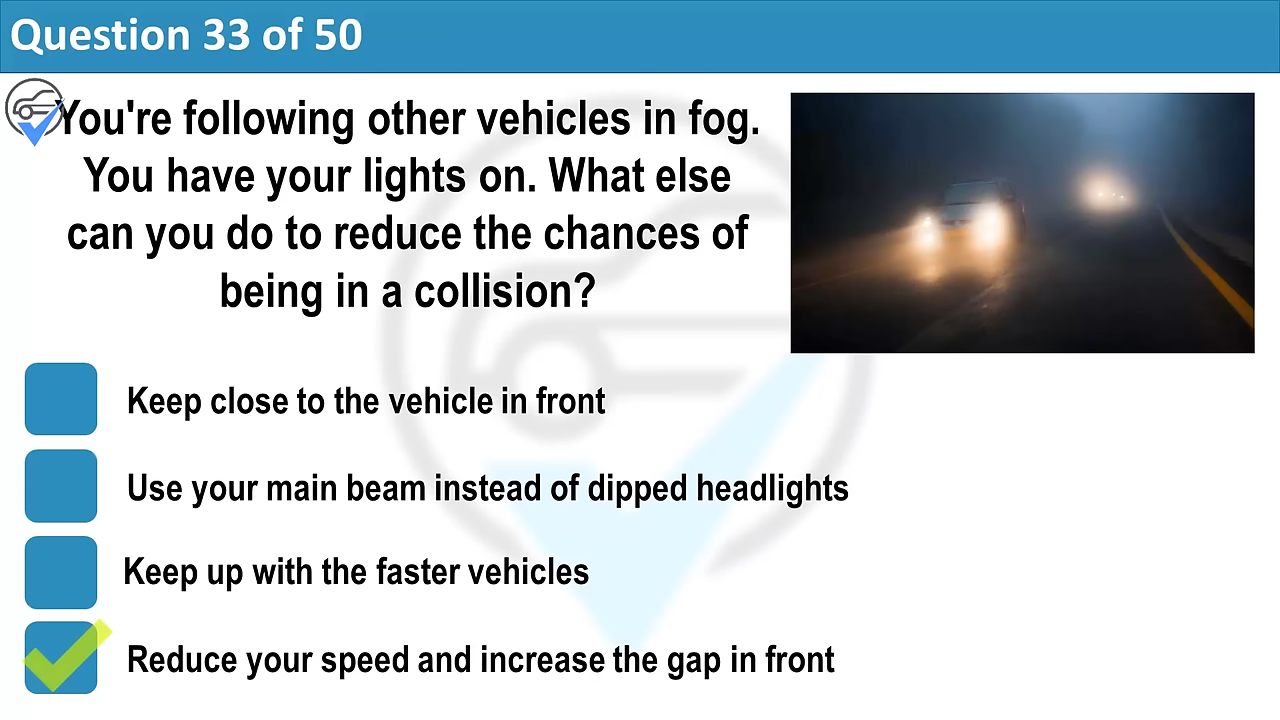 Question 33 of 50
You're following other vehicles in fog.
You have your lights on. What else
can you do to reduce the chances of
being in a collision?
Keep close to the vehicle in front
Use your main beam instead of dipped headlights
Keep up with the faster vehicles
Reduce your speed and increase the gap in front